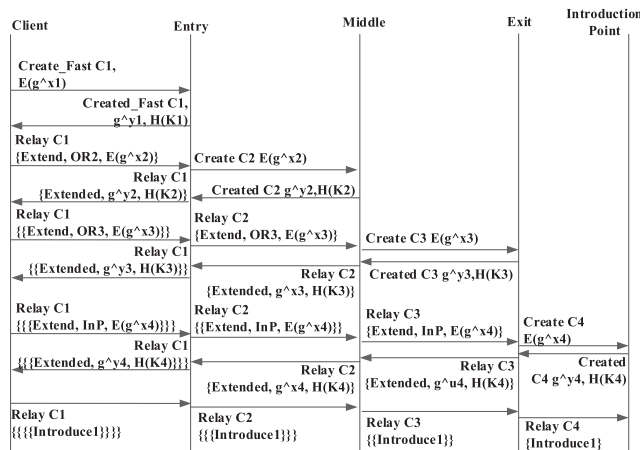 Client
Entry
Middle
Exit
Introduction
Point
Create_Fast C1,
E(g^x1)
Created_Fast C1,
g^y1, H(K1)
Relay C1
{Extend, OR2, E(g^x2)}
Create C2 E(g^x2)
Relay C1
{Extended, g^y2, H(K2)}
Created C2 g^y2,H(K2)
Relay C1
{{Extend, OR3, E(g^x3)}}
Relay C2
{Extend, OR3, E(g^x3)}
Create C3 E(g^x3)
Relay C1
{{Extended, g^y3, H(K3)}}
Relay C2
{Extended, g^x3, H(K3)}
Created C3 g^y3,H(K3)
Relay C1
{{{Extend, InP, E(g^x4)}}}
Relay C2
{{Extend, InP, E(g^x4)}}
Relay C3
{Extend, InP, E(g^x4)}
Create C4
E(g^x4)
Relay C1
{{{Extended, g^y4, H(K4)}}}
Relay C2
{Extended, g^x4, H(K4)}
Relay C3
{Extended, g^u4, H(K4)}
Created
C4 g^y4, H(K4)
Relay C1
{{{{Introduce1}}}}
Relay C2
{{{Introduce1}}}
Relay C3
{{Introduce1}}
Relay C4
{Introduce1}